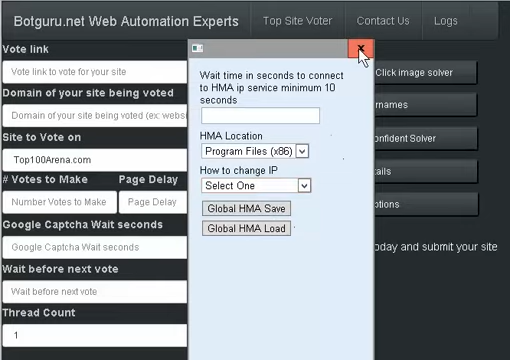 Botguru.net Web Automation Experts
Top Site Voter
Contact Us
Logs
Vote link
Vote link to vote for your site
Domain of your site being voted
Domain of your site being voted (ex: webs
Site to Vote on
Top100Arena.com
# Votes to Make
Page Delay
Number Votes to Make
Page Delay
Google Captcha Wait seconds
Google Captcha Wait seconds
Wait before next vote
Wait before next vote
Thread Count
1
x
Wait time in seconds to connect
to HMA ip service minimum 10
seconds
HMA Location
Program Files (x86)
How to change IP
Select One
Global HMA Save
Global HMA Load
Click image solver
rnames
onfident Solver
tails
ptions
oday and submit your site